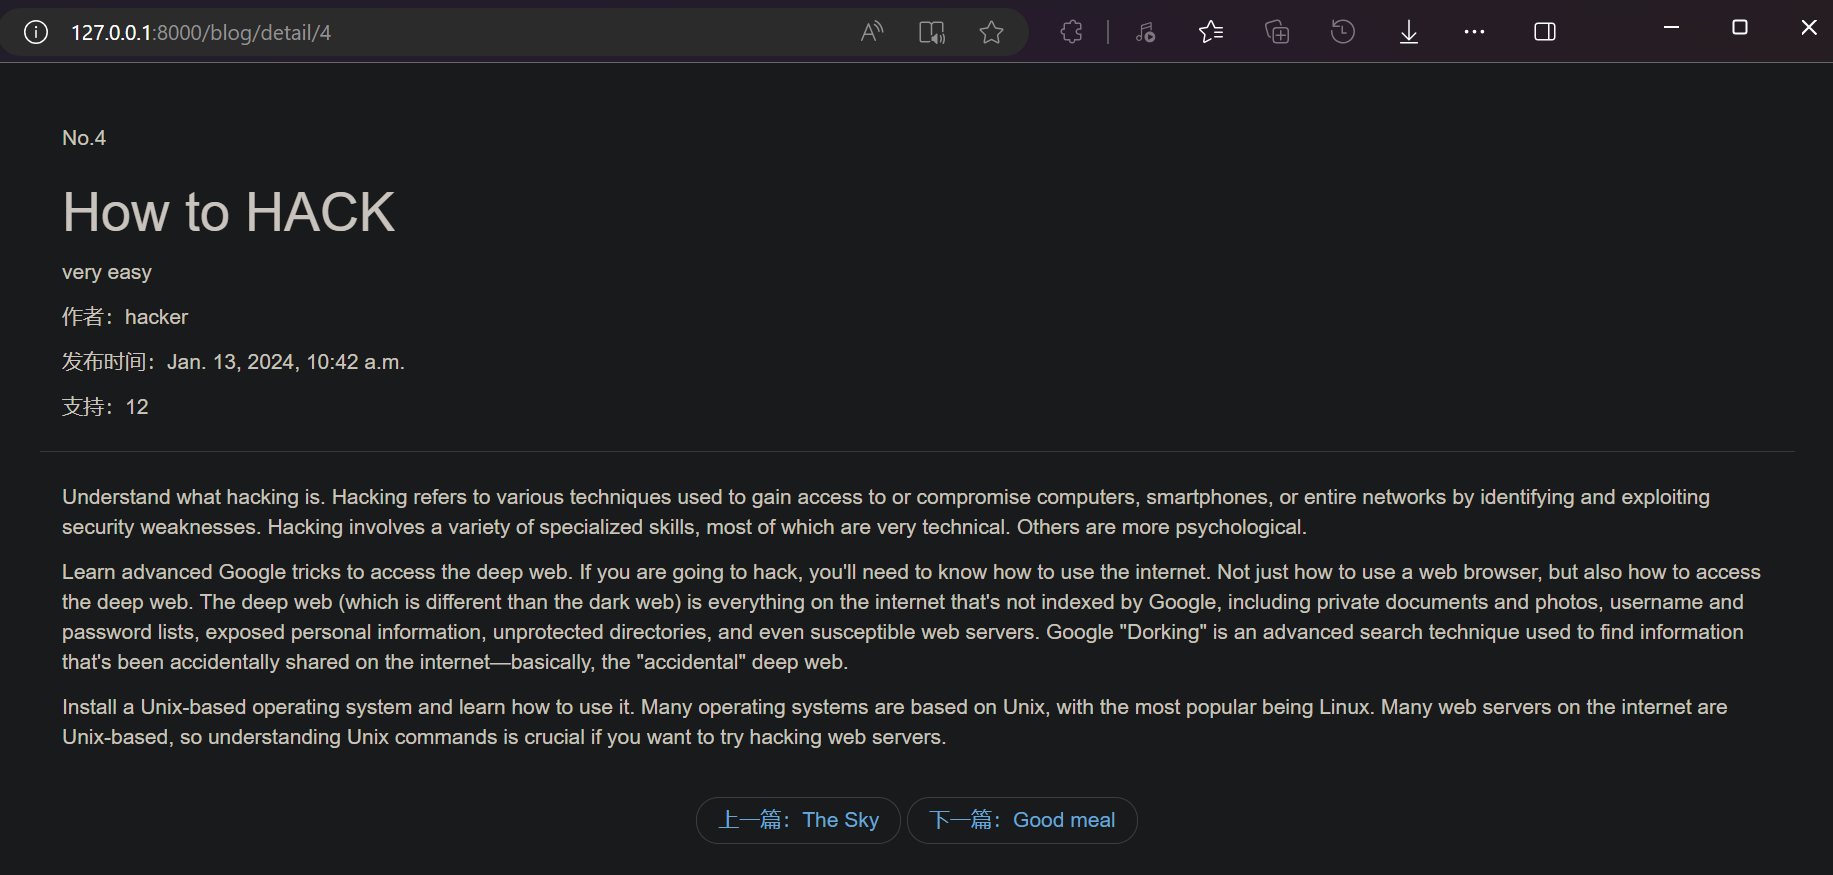 127.0.0.1:8000/blog/detail/4
No.4
How to HACK
very easy
作者：hacker
发布时间：Jan. 13, 2024, 10:42 a.m.
支持：12
Understand what hacking is. Hacking refers to various techniques used to gain access to or compromise computers, smartphones, or entire networks by identifying and exploiting
security weaknesses. Hacking involves a variety of specialized skills, most of which are very technical. Others are more psychological.
Learn advanced Google tricks to access the deep web. If you are going to hack, you'll need to know how to use the internet. Not just how to use a web browser, but also how to access
the deep web. The deep web (which is different than the dark web) is everything on the internet that's not indexed by Google, including private documents and photos, username and
password lists, exposed personal information, unprotected directories, and even susceptible web servers. Google "Dorking" is an advanced search technique used to find information
that's been accidentally shared on the internet—basically, the "accidental" deep web.
Install a Unix-based operating system and learn how to use it. Many operating systems are based on Unix, with the most popular being Linux. Many web servers on the internet are
Unix-based, so understanding Unix commands is crucial if you want to try hacking web servers.
上一篇：The Sky
下一篇：Good meal